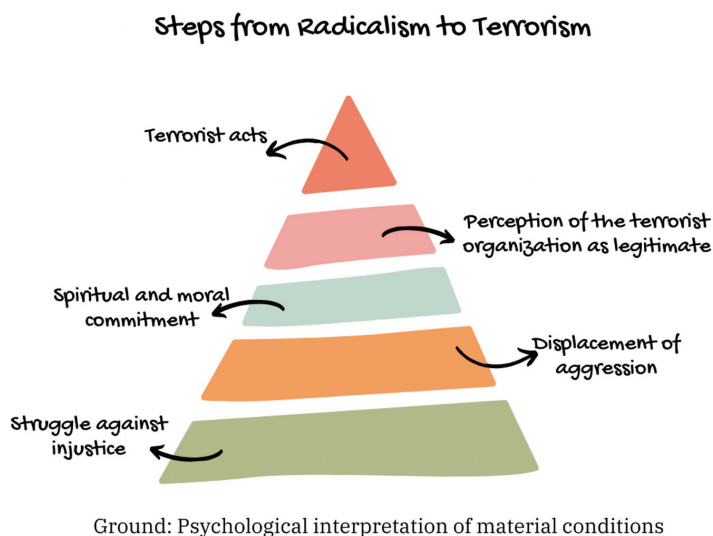 Steps from Radicalism to Terrorism
Terrorist acts
Perception of the terrorist
organization as legitimate
Spiritual and moral
commitment
Displacement of
aggression
Struggle against
injustice
Ground: Psychological interpretation of material conditions